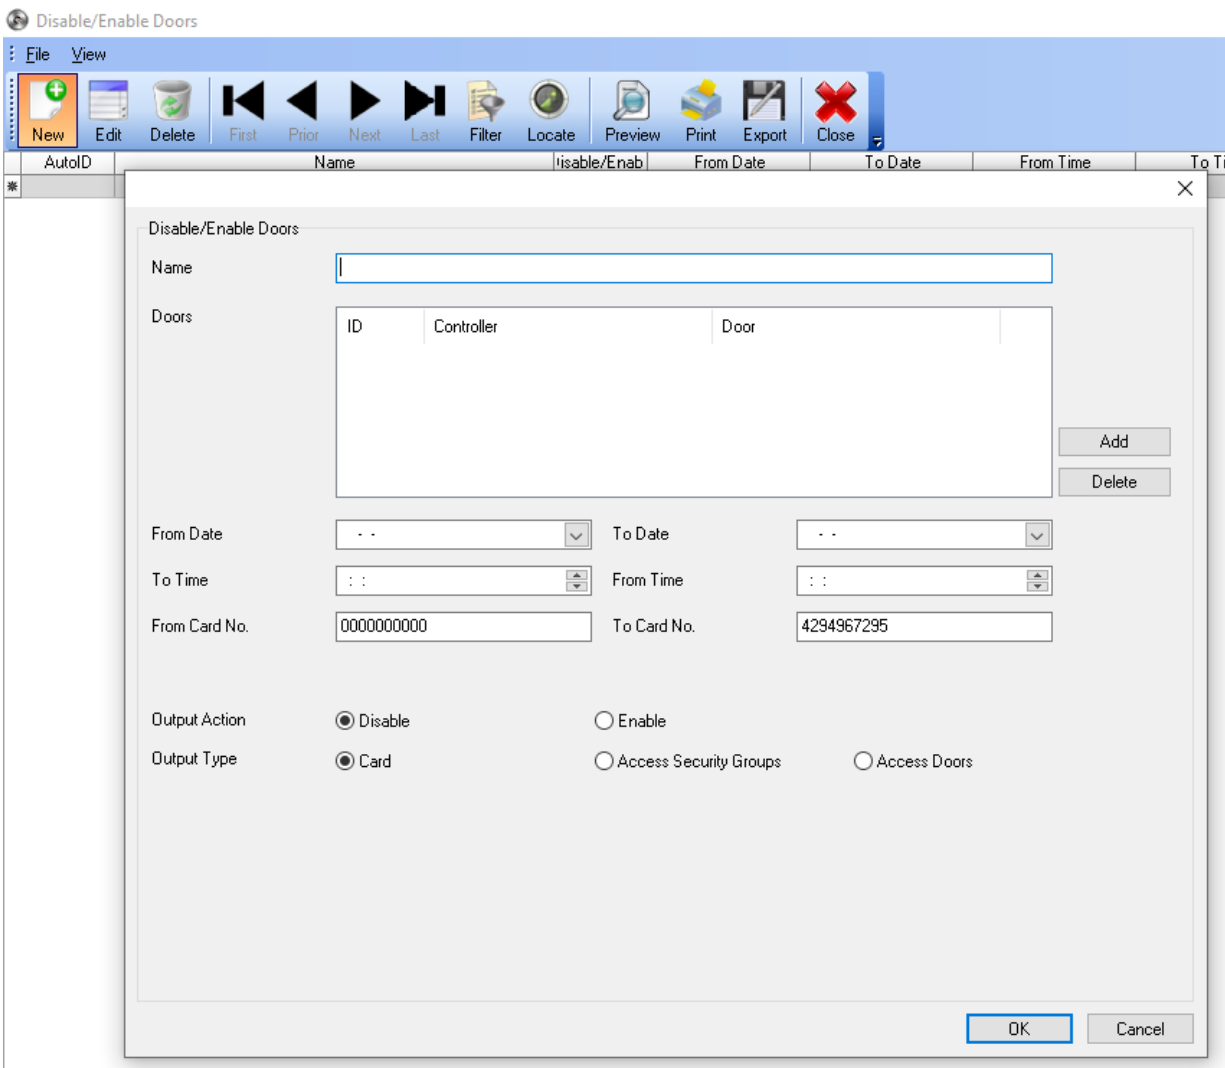 Disable/Enable Doors
File View
New Edit Delete First Prior Next Last Filter Locate Preview Print Export Close
AutoID Name isable/Enab From Date To Date From Time To Ti
Disable/Enable Doors
Name
Doors ID Controller Door
Add
Delete
From Date - - To Date - -
To Time : : From Time : :
From Card No. 0000000000 To Card No. 4294967295
Output Action Disable Enable
Output Type Card Access Security Groups Access Doors
OK Cancel